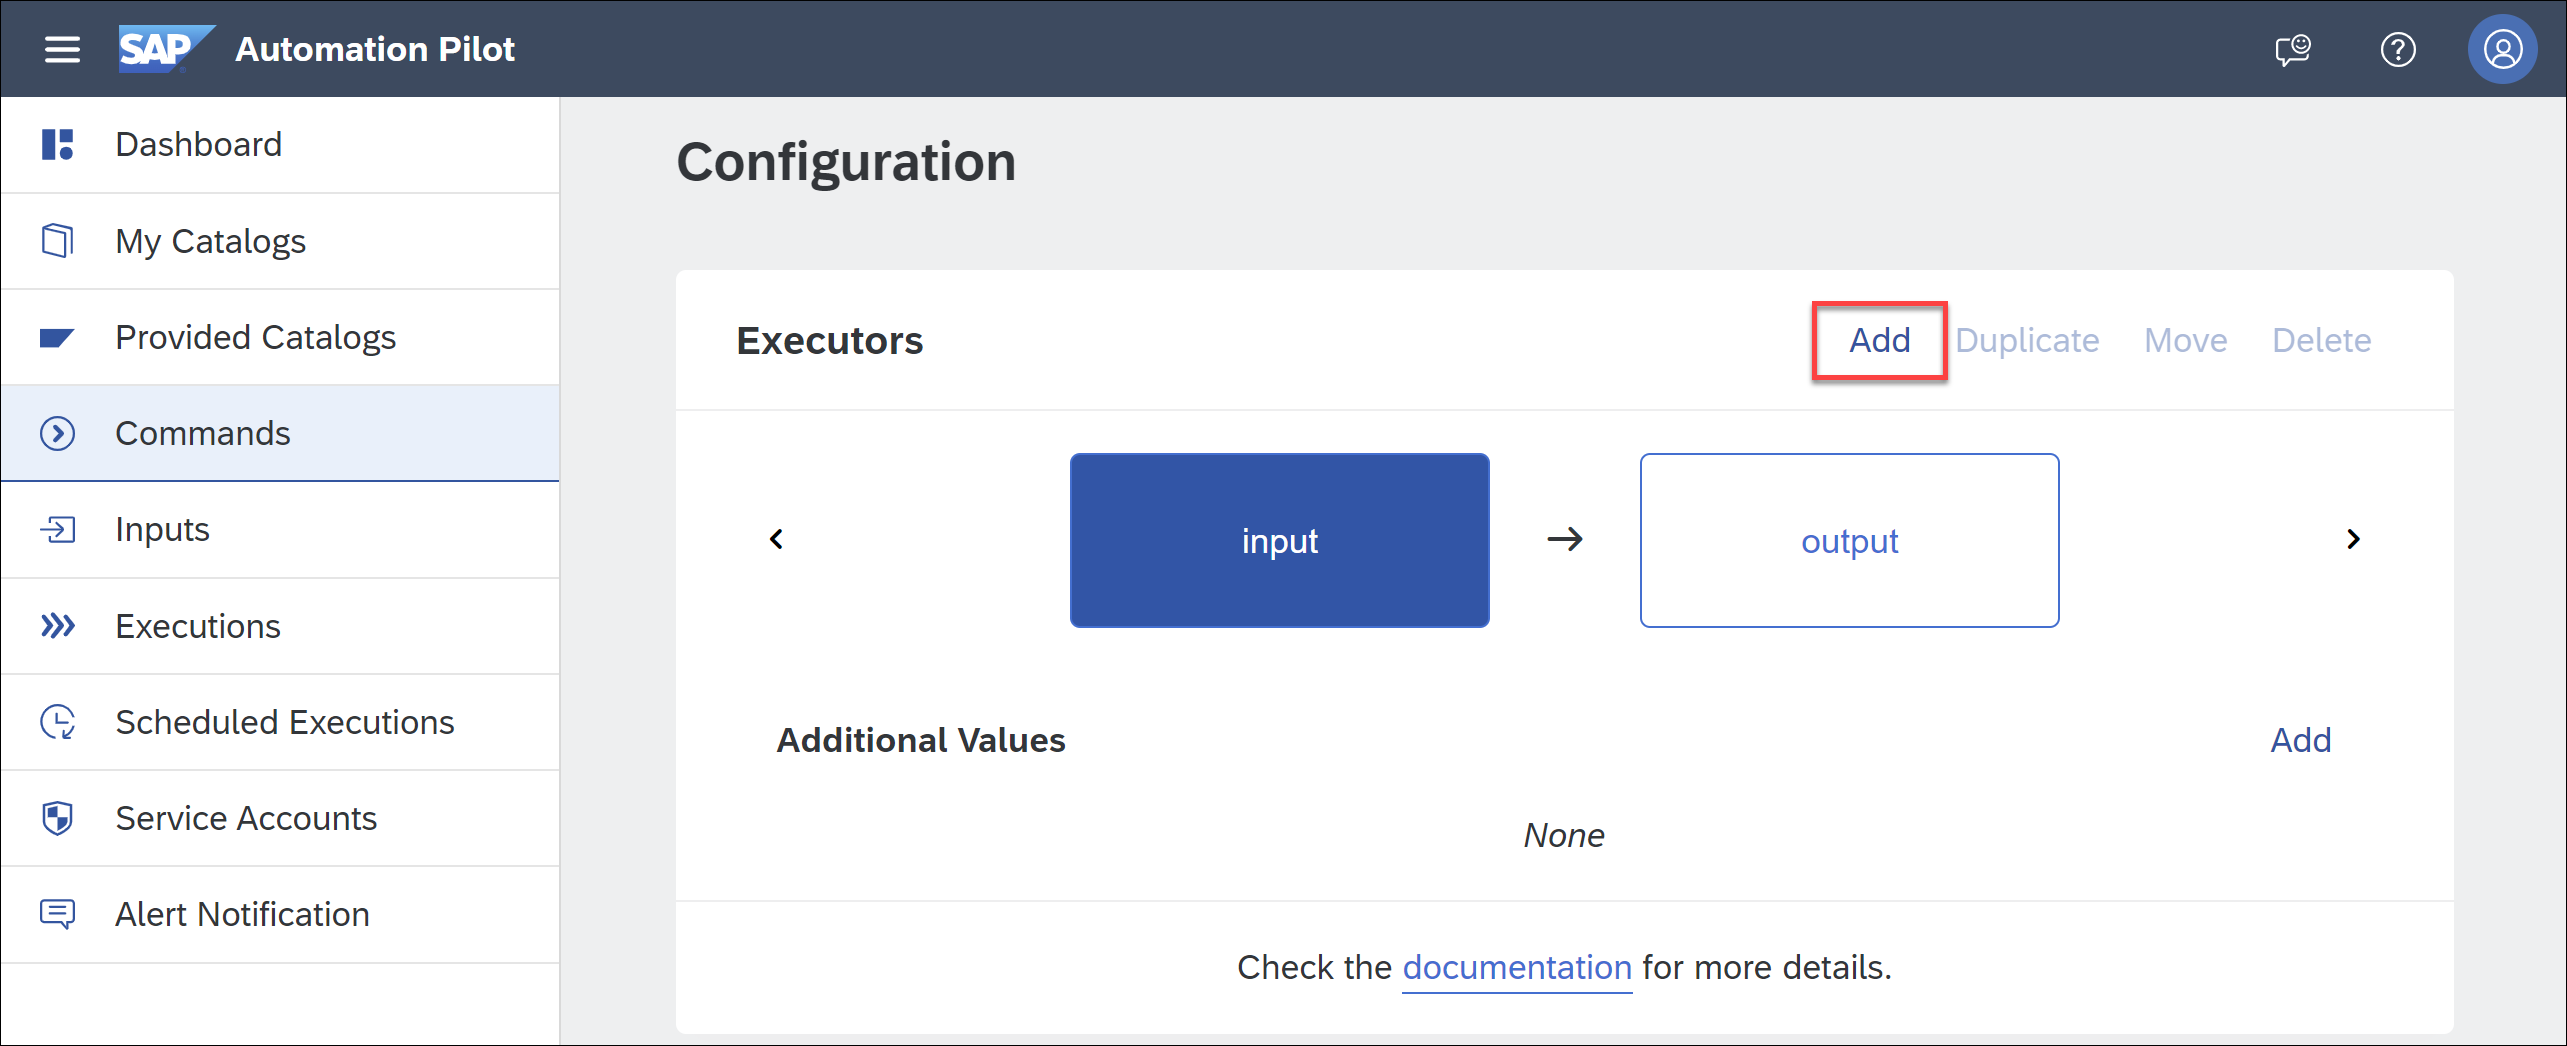 SAP Automation Pilot
Dashboard
My Catalogs
Provided Catalogs
Commands
Inputs
Executions
Scheduled Executions
Service Accounts
Alert Notification
Configuration
Executors Add Duplicate Move Delete
input output
Additional Values Add
None
Check the documentation for more details.